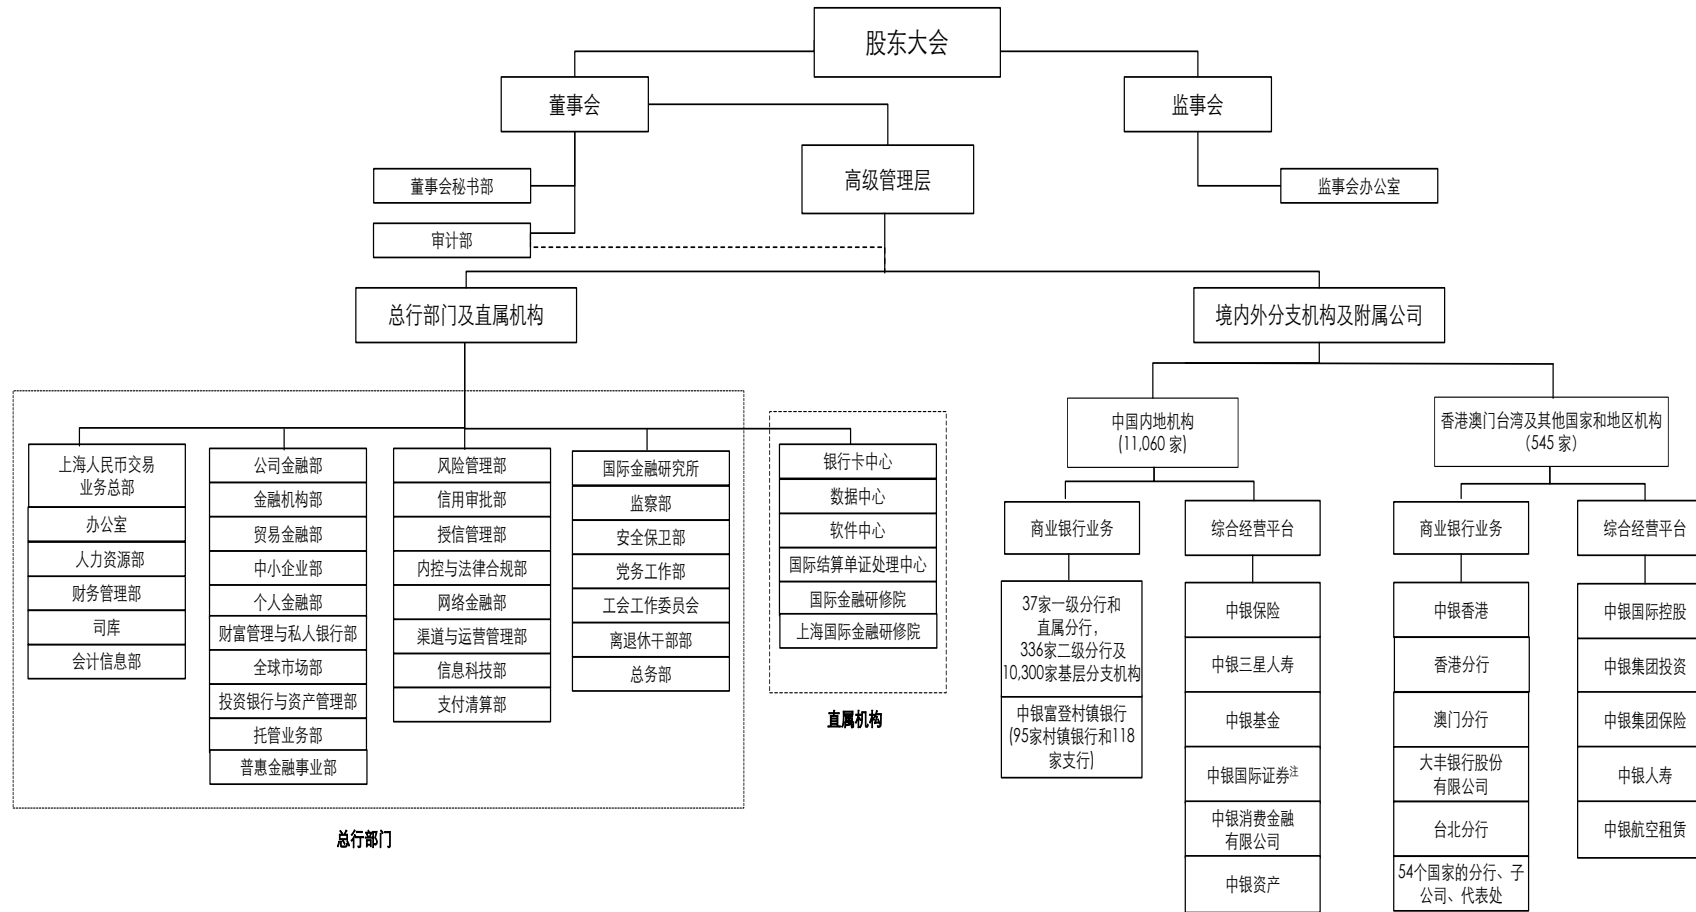 股东大会
董事会
监事会
董事会秘书部
高级管理层
监事会办公室
审计部
总行部门及直属机构
境内外分支机构及附属公司
上海人民币交易
业务总部
办公室
人力资源部
财务管理部
司库
会计信息部
公司金融部
金融机构部
贸易金融部
中小企业部
个人金融部
财富管理与私人银行部
全球市场部
投资银行与资产管理部
托管业务部
普惠金融事业部
风险管理部
信用审批部
授信管理部
内控与法律合规部
网络金融部
渠道与运营管理部
信息科技部
支付清算部
国际金融研究所
监察部
安全保卫部
党务工作部
工会工作委员会
离退休干部部
总务部
总行部门
银行卡中心
数据中心
软件中心
国际结算单证处理中心
国际金融研修院
上海国际金融研修院
直属机构
中国内地机构
(11,060 家)
商业银行业务
37家一级分行和
直属分行，
336家二级分行及
10,300家基层分支机构
中银富登村镇银行
(95家村镇银行和118
家支行)
综合经营平台
中银保险
中银三星人寿
中银基金
中银国际证券注
中银消费金融
有限公司
中银资产
香港澳门台湾及其他国家和地区机构
（545 家）
商业银行业务
中银香港
香港分行
澳门分行
大丰银行股份
有限公司
台北分行
54个国家的分行、子
公司、代表处
综合经营平台
中银国际控股
中银集团投资
中银集团保险
中银人寿
中银航空租赁